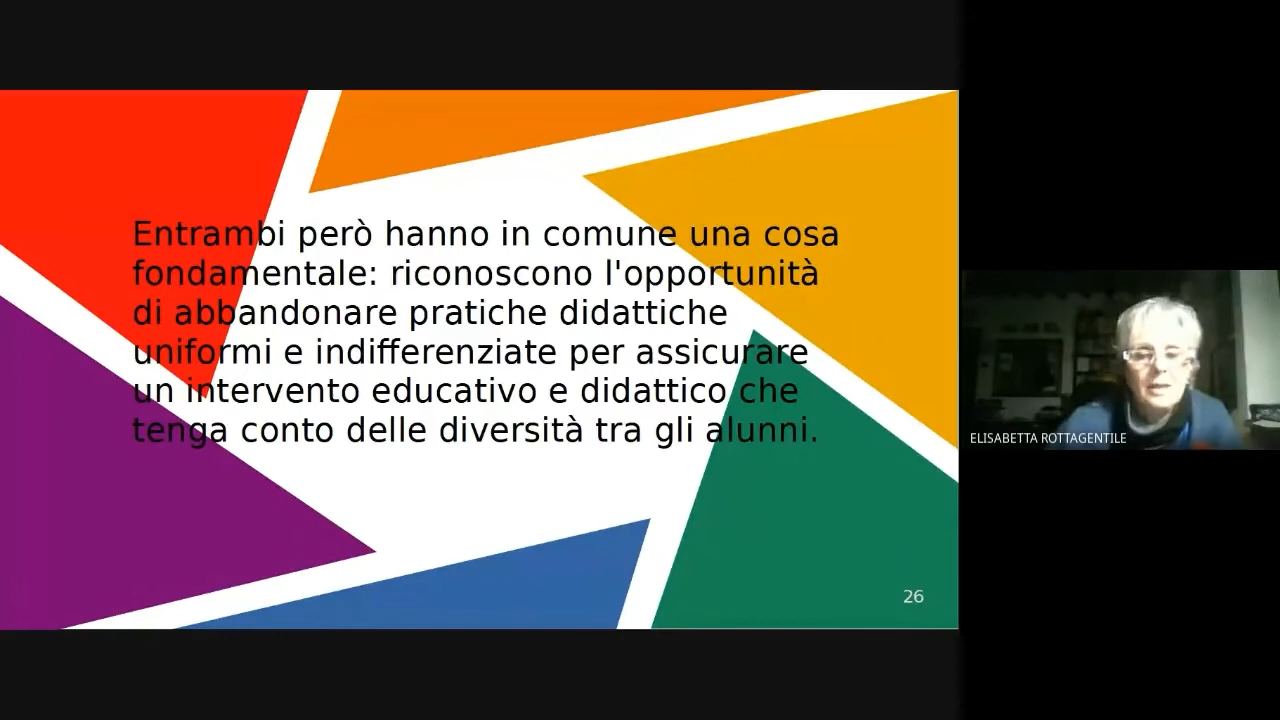 Entrambi però hanno in comune una cosa
fondamentale: riconoscono l'opportunità
di abbandonare pratiche didattiche
uniformi e indifferenziate per assicurare
un intervento educativo e didattico che
tenga conto delle diversità tra gli alunni.
26
ELISABETTA ROTTAGENTILE